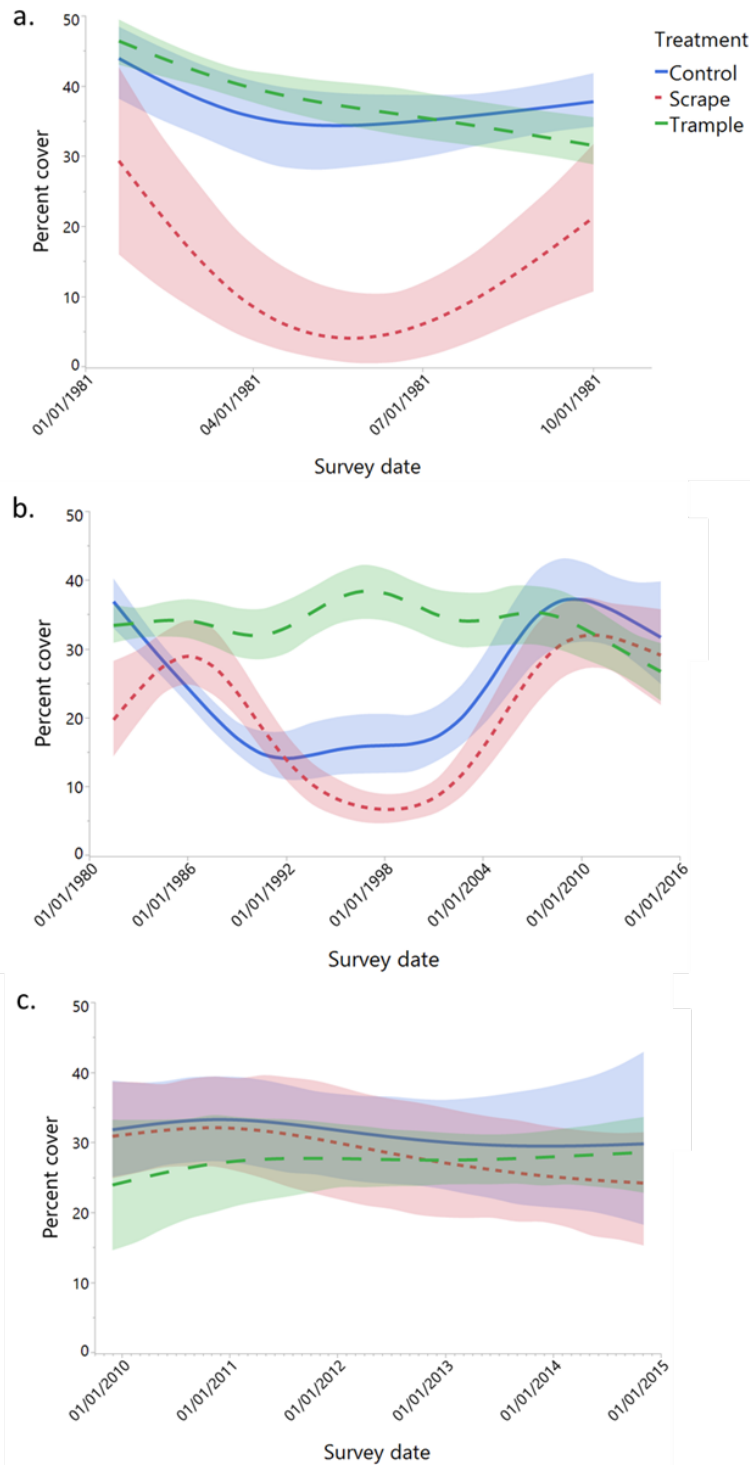 a.
50
40
30
20
10
0
Percent cover
01/01/1981
04/01/1981
07/01/1981
10/01/1981
Survey date
Treatment
Control
Scrape
Trample
b.
50
40
30
20
10
0
Percent cover
01/01/1980
01/01/1986
01/01/1992
01/01/1998
01/01/2004
01/01/2010
01/01/2016
Survey date
c.
50
40
30
20
10
0
Percent cover
01/01/2010
01/01/2011
01/01/2012
01/01/2013
01/01/2014
01/01/2015
Survey date